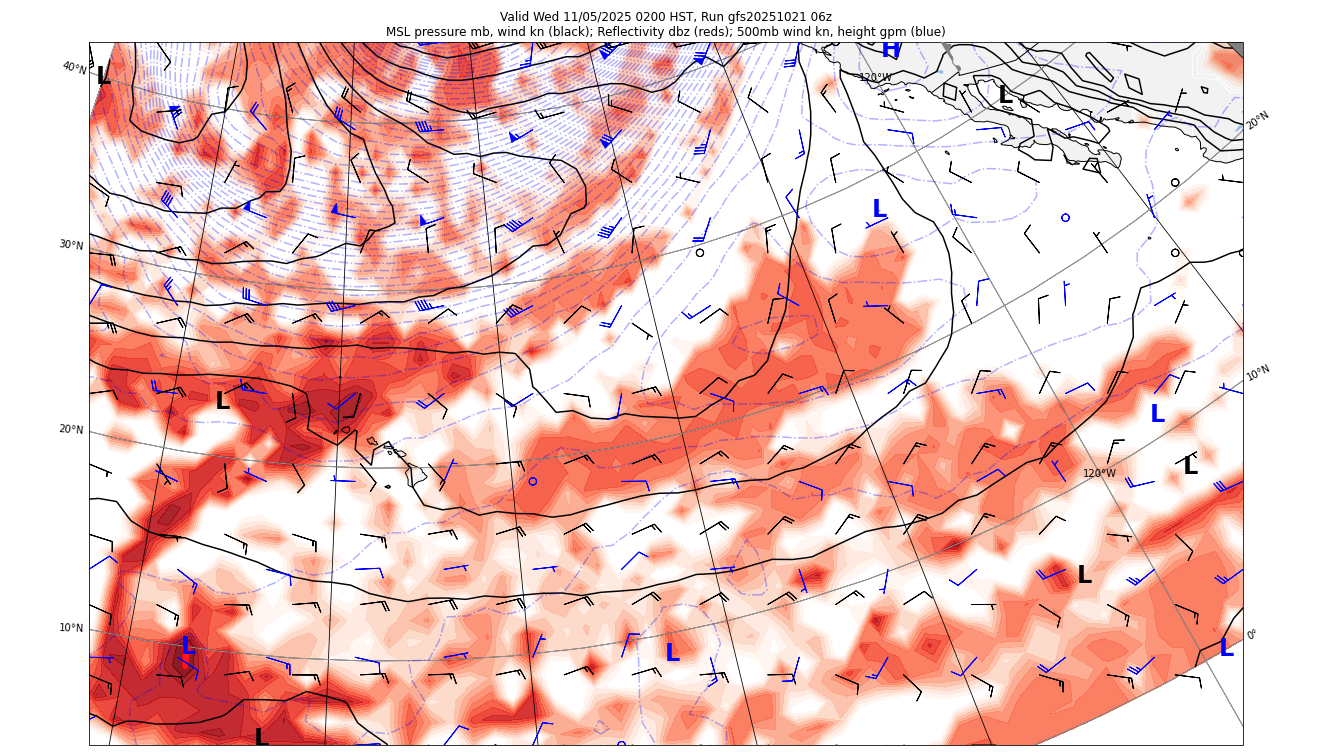 Valid Wed 11/05/2025 0200 HST, Run gfs20251021 06z
MSL pressure mb, wind kn (black); Reflectivity dbz (reds); 500mb wind kn, height gpm (blue)
H
40°N
L
120°W
L
20°N
L
30°N
10°N
L
L
20°N
L
120°W
L
L
10°N
0°
L
L
L
L